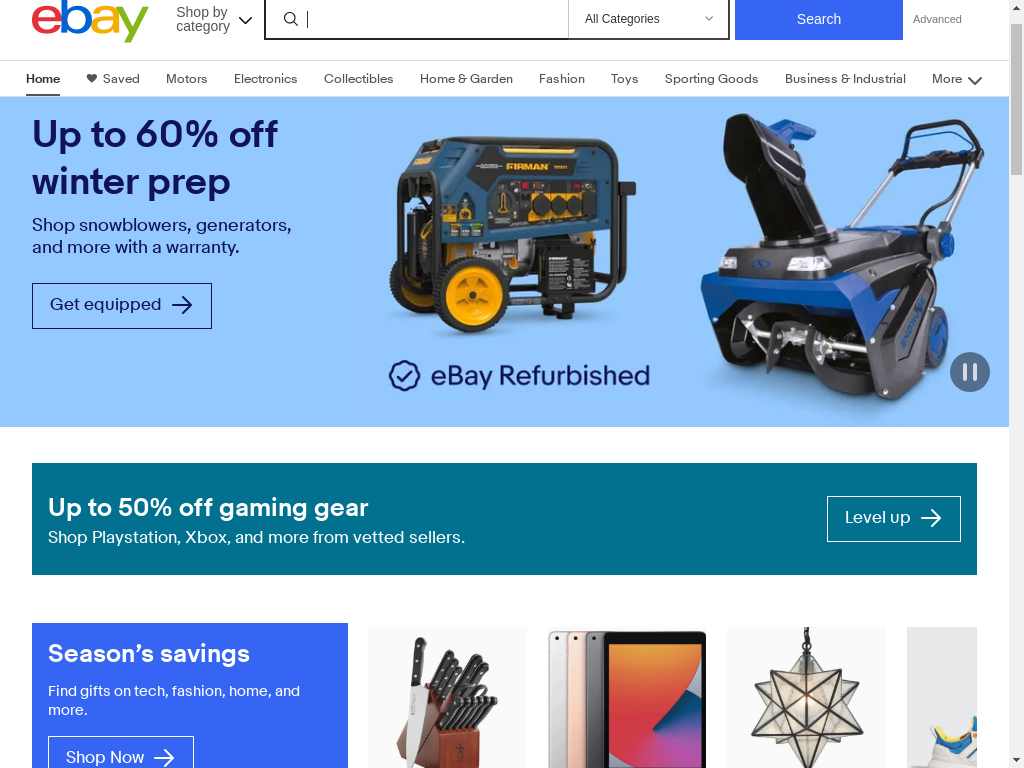 ebay
Shop by
category
All Categories
Search
Advanced
Home
Saved
Motors
Electronics
Collectibles
Home & Garden
Fashion
Toys
Sporting Goods
Business & Industrial
More
Up to 60% off
winter prep
Shop snowblowers, generators,
and more with a warranty.
Get equipped
FIRMAN
eBay Refurbished
Up to 50% off gaming gear
Shop Playstation, Xbox, and more from vetted sellers.
Level up
Season’s savings
Find gifts on tech, fashion, home, and
more.
Shop Now